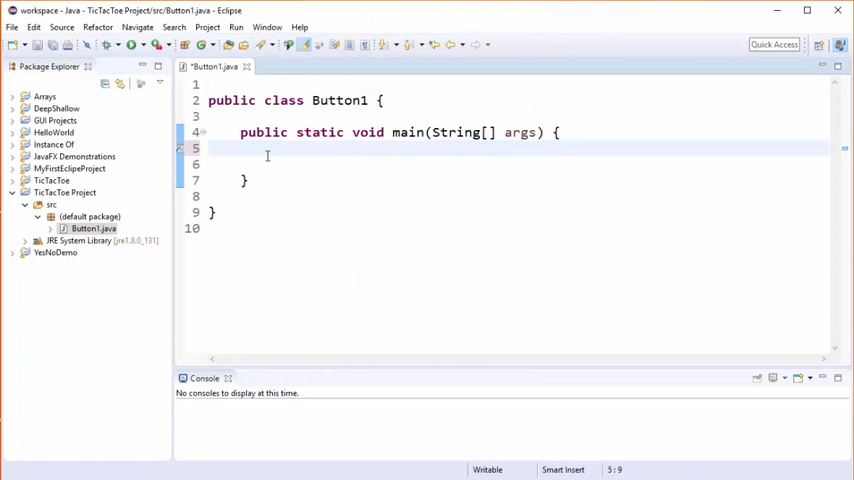 workspace - Java - TicTacToe Project/src/Button1.java - Eclipse
File Edit Source Refactor Navigate Search Project Run Window Help
Quick Access
Package Explorer
Arrays
DeepShallow
GUI Projects
HelloWorld
Instance Of
JavaFX Demonstrations
MyFirstEclipeProject
TicTacToe
TicTacToe Project
src
(default package)
Button1.java
JRE System Library [jre1.8.0_131]
YesNoDemo
*Button1.java
1
2 public class Button1 {
3
4 public static void main(String[] args) {
5
6
7 }
8
9 }
10
Console
No consoles to display at this time.
Writable Smart Insert 5 : 9